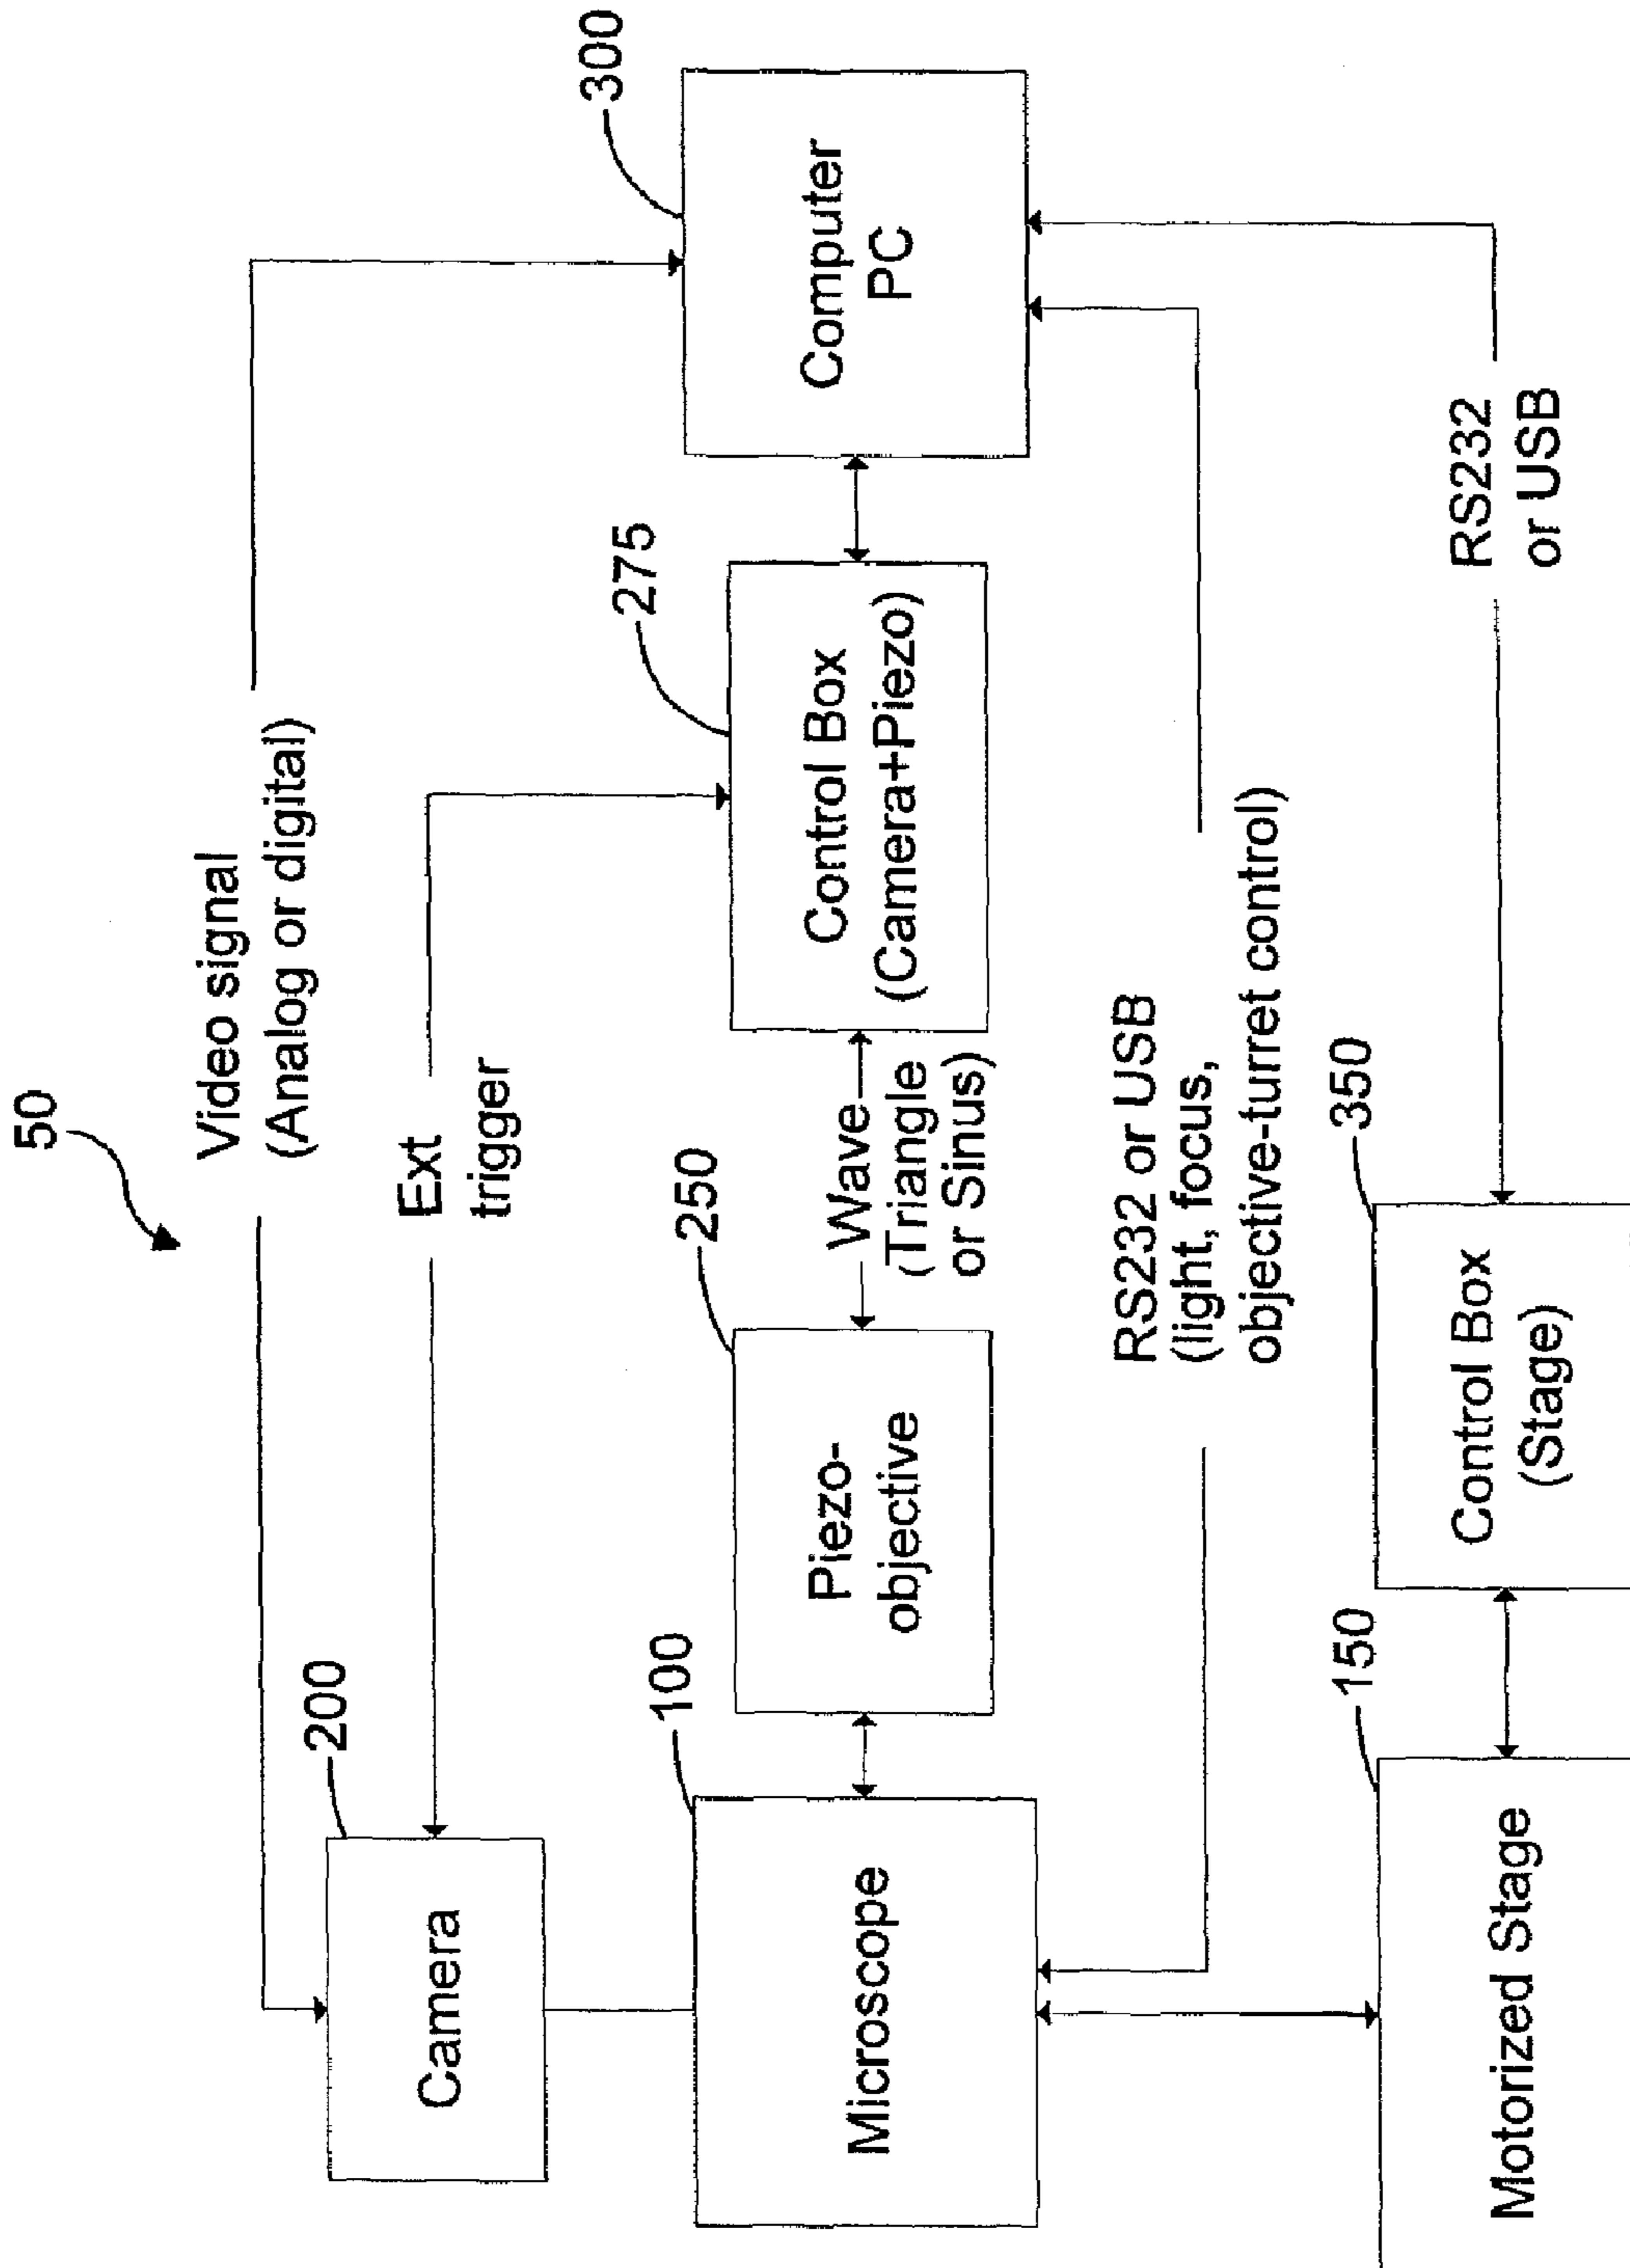 50
Video signal
(Analog or digital)
Ext
trigger
200
Camera
100
Microscope
250
Piezo-
objective
Wave
(Triangle
or Sinus)
275
Control Box
(Camera+Piezo)
300
Computer
PC
RS232 or USB
(light, focus,
objective-turret control)
RS232
or USB
150
Motorized Stage
350
Control Box
(Stage)